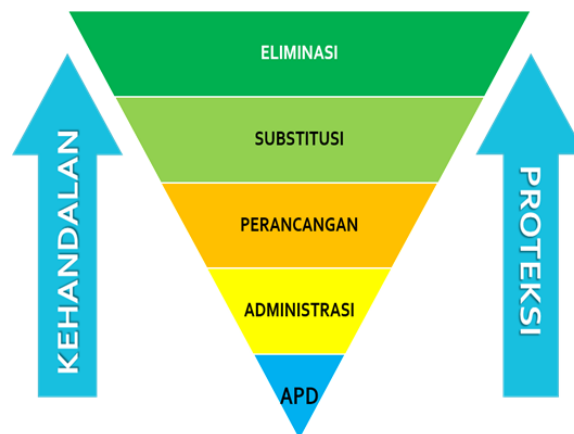 ELIMINASI
SUBSTITUSI
PERANCANGAN
ADMINISTRASI
APD
KEHANDALAN
PROTEKSI